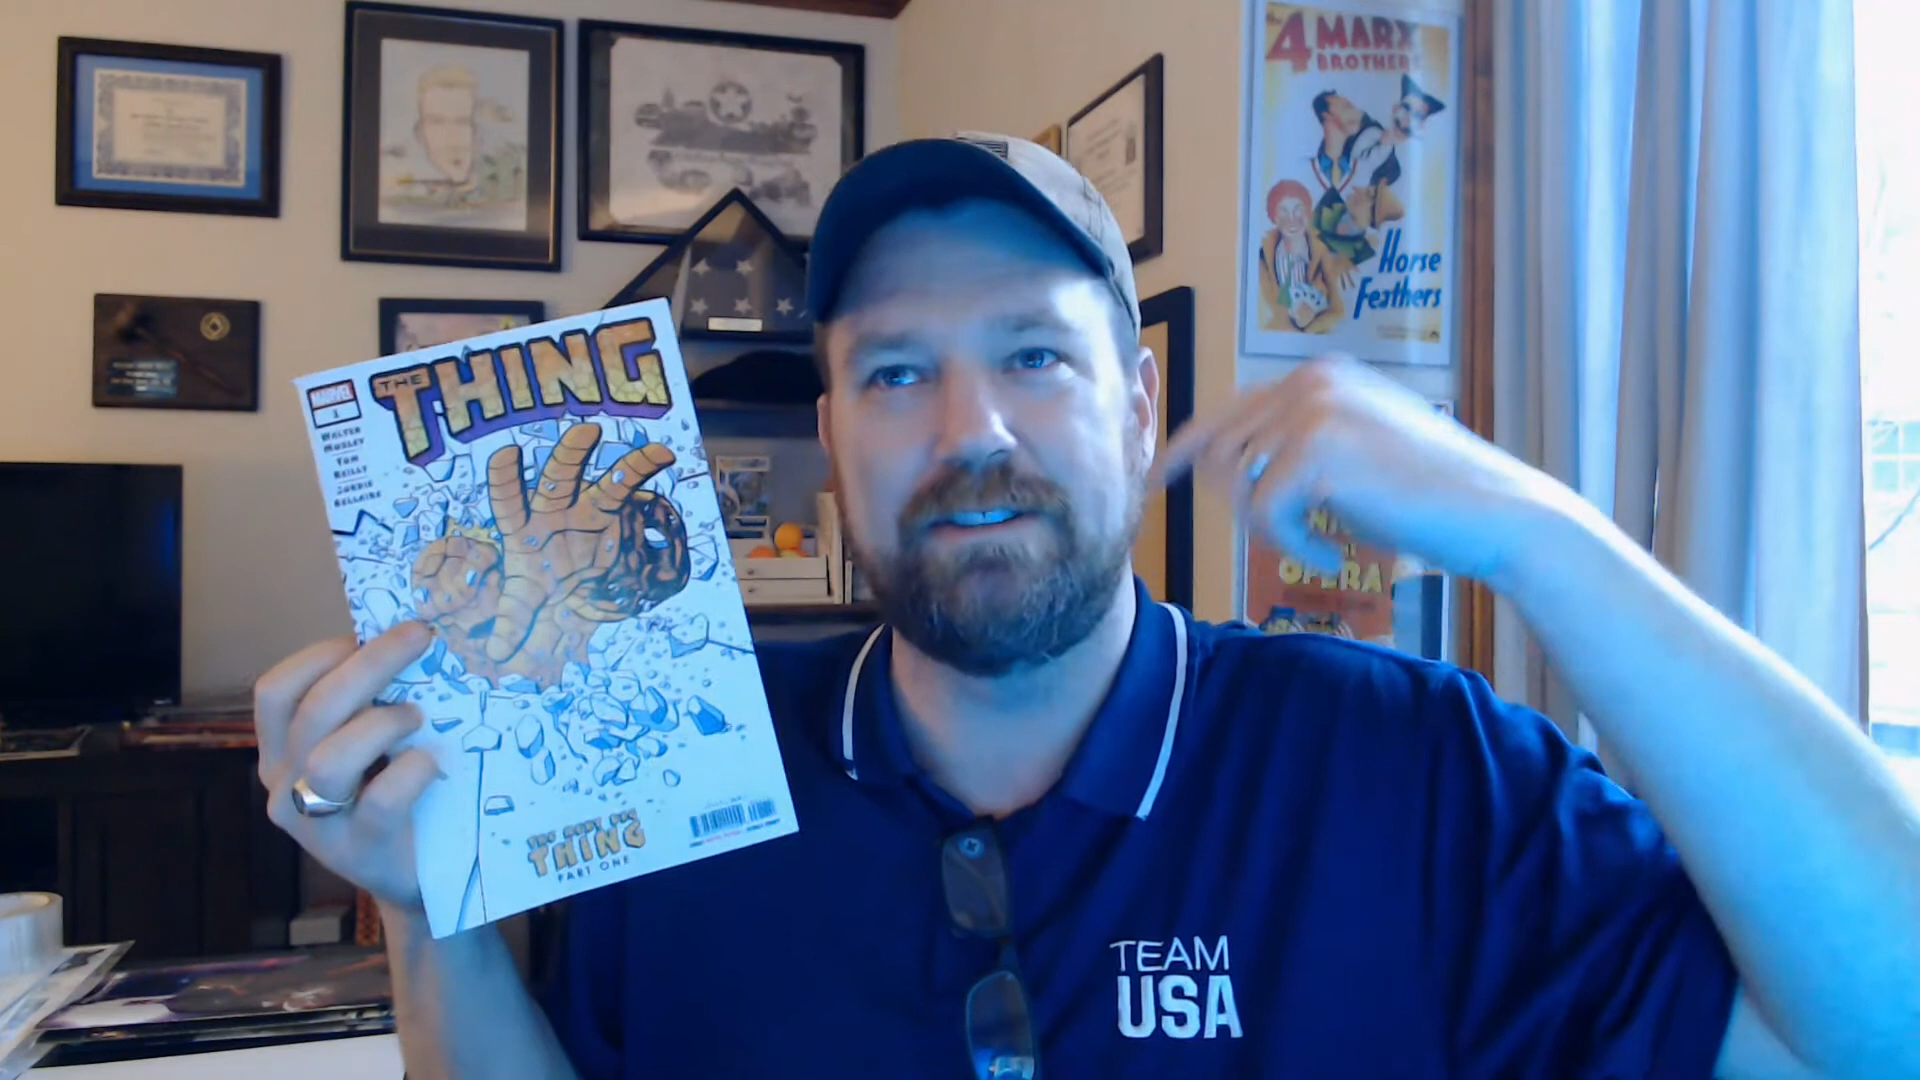 4 MARX
BROTHERS
Horse
Feathers
THE
THING
MARVEL
1
WALTER
MOSLEY
TOM
REILLY
JORDIE
BELLAIRE
THING
PART ONE
OPERA
TEAM
USA